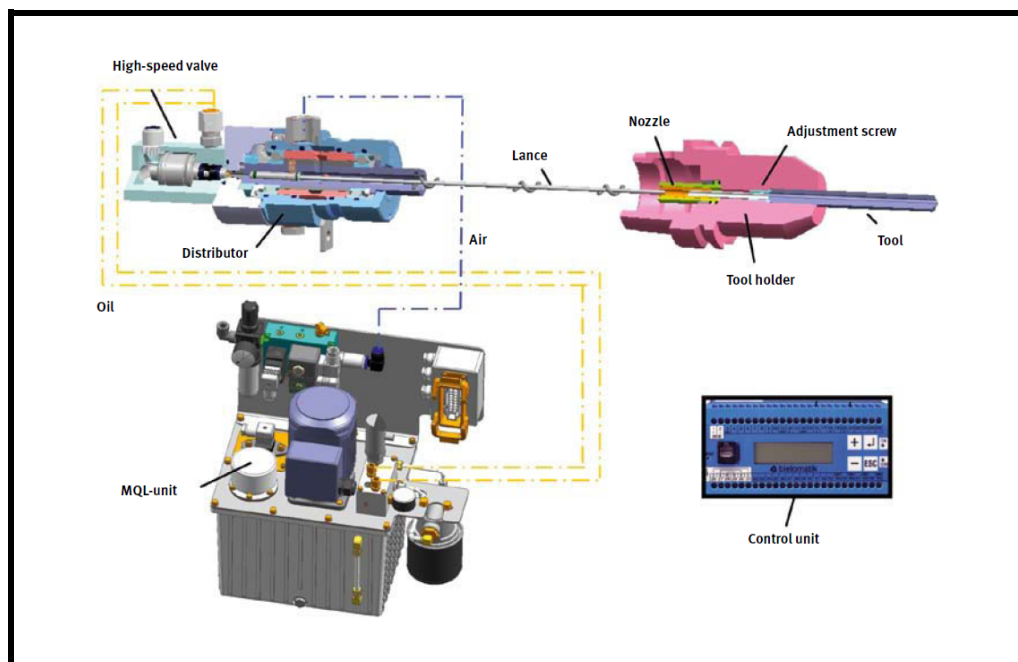 High-speed valve
Nozzle
Adjustment screw
Lance
Distributor
Air
Tool
Tool holder
Oil
MQL-unit
bielomatik
ESC
Control unit